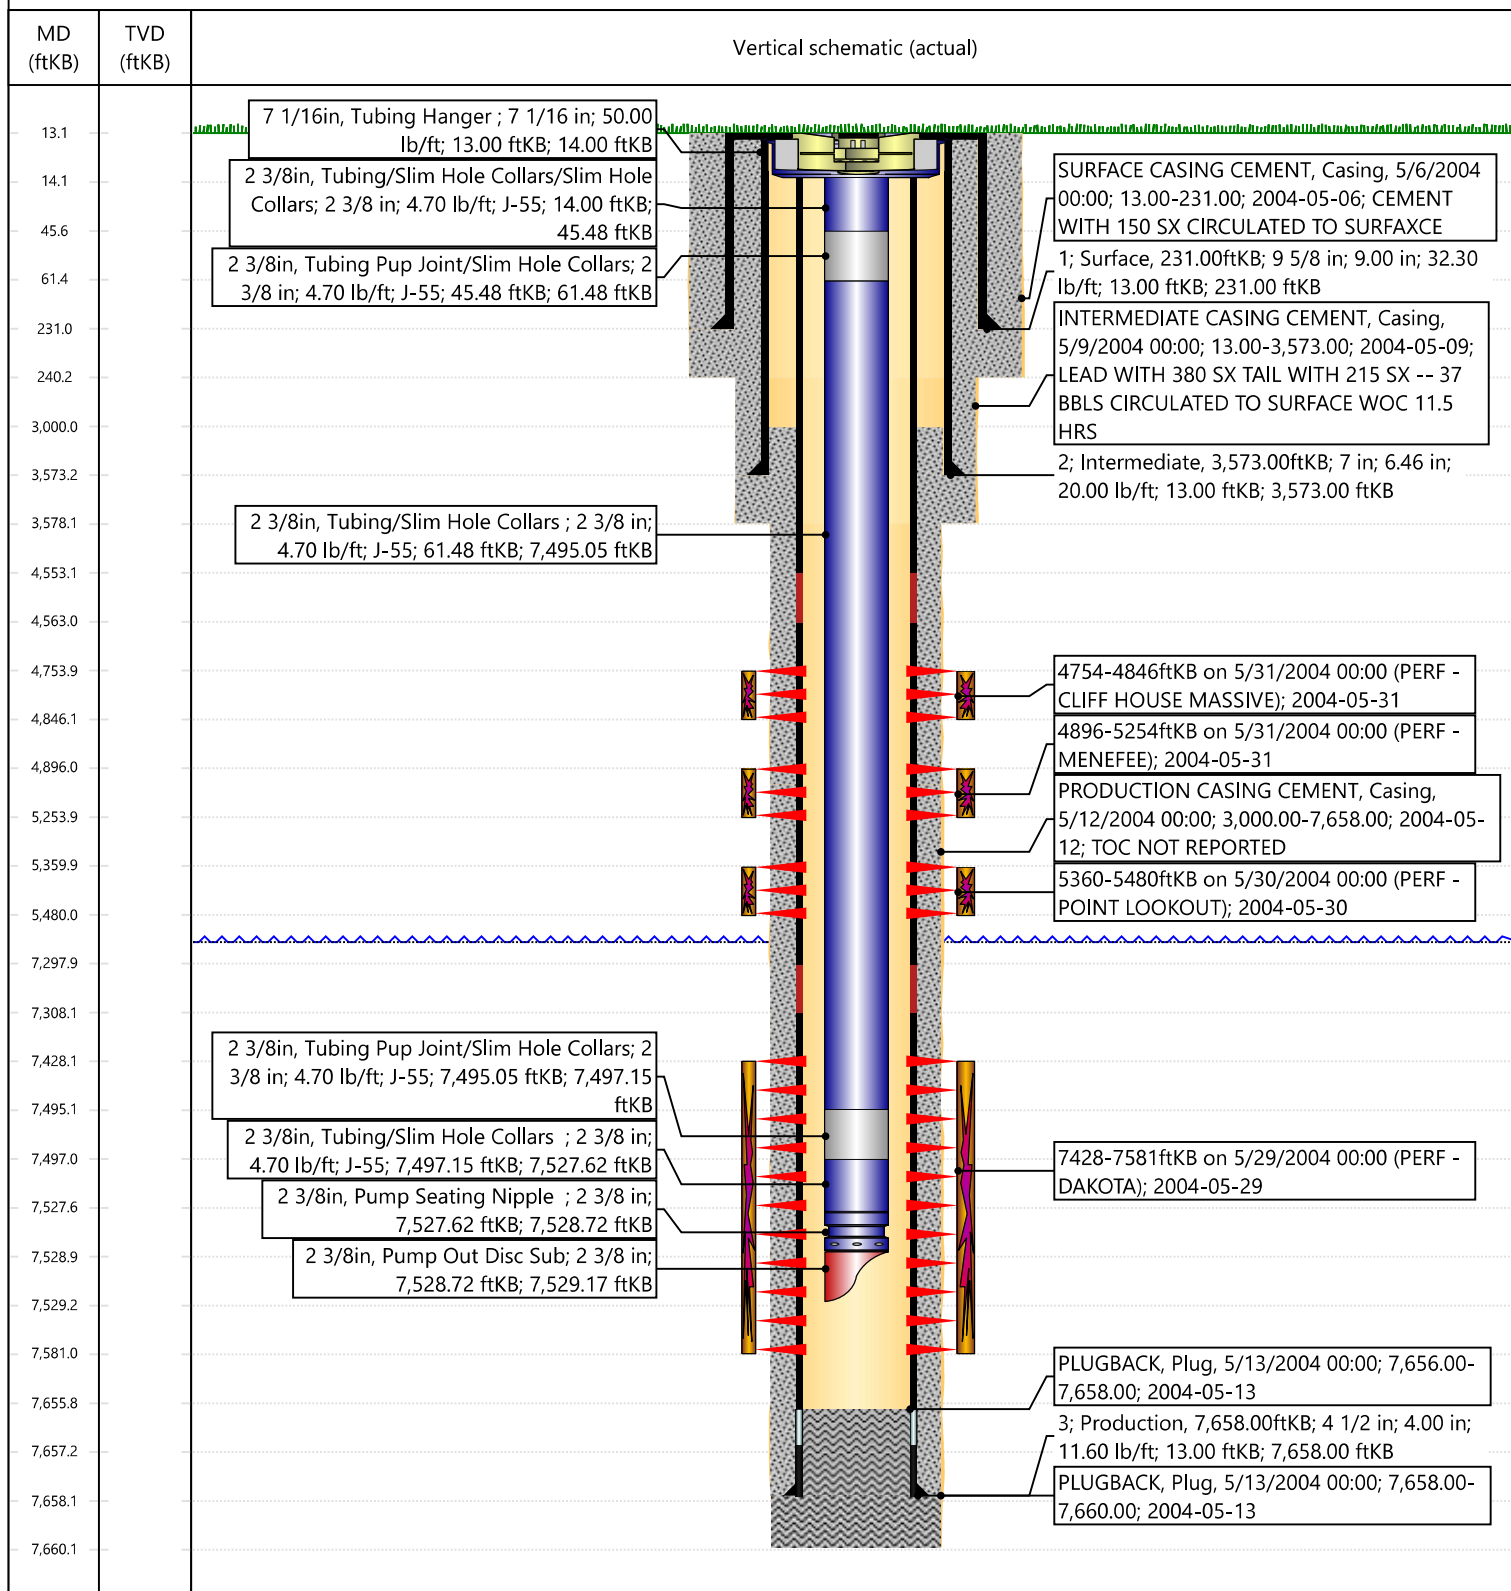 MD
(ftKB)
TVD
(ftKB)
Vertical schematic (actual)
13.1
14.1
45.6
61.4
231.0
240.2
3,000.0
3,573.2
3,578.1
4,553.1
4,563.0
4,753.9
4,846.1
4,896.0
5,253.9
5,359.9
5,480.0
7,297.9
7,308.1
7,428.1
7,495.1
7,497.0
7,527.6
7,528.9
7,529.2
7,581.0
7,655.8
7,657.2
7,658.1
7,660.1
7 1/16in, Tubing Hanger ; 7 1/16 in; 50.00
lb/ft; 13.00 ftKB; 14.00 ftKB
2 3/8in, Tubing/Slim Hole Collars/Slim Hole
Collars; 2 3/8 in; 4.70 lb/ft; J-55; 14.00 ftKB;
45.48 ftKB
2 3/8in, Tubing Pup Joint/Slim Hole Collars; 2
3/8 in; 4.70 lb/ft; J-55; 45.48 ftKB; 61.48 ftKB
2 3/8in, Tubing/Slim Hole Collars ; 2 3/8 in;
4.70 lb/ft; J-55; 61.48 ftKB; 7,495.05 ftKB
2 3/8in, Tubing Pup Joint/Slim Hole Collars; 2
3/8 in; 4.70 lb/ft; J-55; 7,495.05 ftKB; 7,497.15
ftKB
2 3/8in, Tubing/Slim Hole Collars ; 2 3/8 in;
4.70 lb/ft; J-55; 7,497.15 ftKB; 7,527.62 ftKB
2 3/8in, Pump Seating Nipple ; 2 3/8 in;
7,527.62 ftKB; 7,528.72 ftKB
2 3/8in, Pump Out Disc Sub; 2 3/8 in;
7,528.72 ftKB; 7,529.17 ftKB
SURFACE CASING CEMENT, Casing, 5/6/2004
00:00; 13.00-231.00; 2004-05-06; CEMENT
WITH 150 SX CIRCULATED TO SURFAXCE
1; Surface, 231.00ftKB; 9 5/8 in; 9.00 in; 32.30
lb/ft; 13.00 ftKB; 231.00 ftKB
INTERMEDIATE CASING CEMENT, Casing,
5/9/2004 00:00; 13.00-3,573.00; 2004-05-09;
LEAD WITH 380 SX TAIL WITH 215 SX -- 37
BBLS CIRCULATED TO SURFACE WOC 11.5
HRS
2; Intermediate, 3,573.00ftKB; 7 in; 6.46 in;
20.00 lb/ft; 13.00 ftKB; 3,573.00 ftKB
4754-4846ftKB on 5/31/2004 00:00 (PERF -
CLIFF HOUSE MASSIVE); 2004-05-31
4896-5254ftKB on 5/31/2004 00:00 (PERF -
MENEFEE); 2004-05-31
PRODUCTION CASING CEMENT, Casing,
5/12/2004 00:00; 3,000.00-7,658.00; 2004-05-
12; TOC NOT REPORTED
5360-5480ftKB on 5/30/2004 00:00 (PERF -
POINT LOOKOUT); 2004-05-30
7428-7581ftKB on 5/29/2004 00:00 (PERF -
DAKOTA); 2004-05-29
PLUGBACK, Plug, 5/13/2004 00:00; 7,656.00-
7,658.00; 2004-05-13
3; Production, 7,658.00ftKB; 4 1/2 in; 4.00 in;
11.60 lb/ft; 13.00 ftKB; 7,658.00 ftKB
PLUGBACK, Plug, 5/13/2004 00:00; 7,658.00-
7,660.00; 2004-05-13